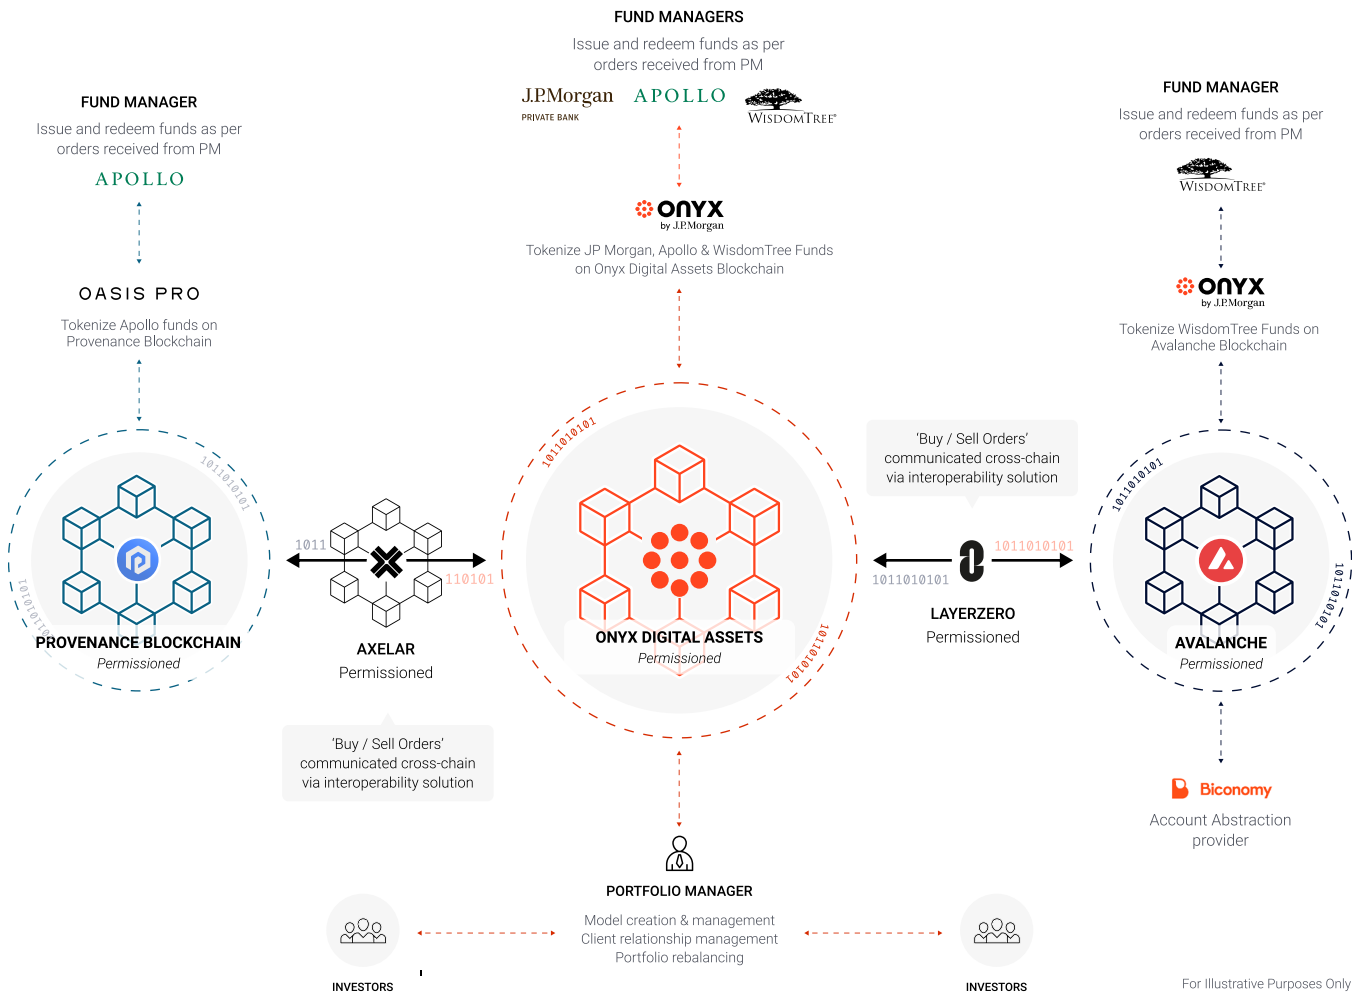 FUND MANAGERS
Issue and redeem funds as per
orders received from PM
J.P.Morgan
PRIVATE BANK
APOLLO
WISDOMTREE®
ONYX
by J.P.Morgan
Tokenize JP Morgan, Apollo & WisdomTree Funds
on Onyx Digital Assets Blockchain
FUND MANAGER
Issue and redeem funds as per
orders received from PM
APOLLO
OASIS PRO
Tokenize Apollo funds on
Provenance Blockchain
FUND MANAGER
Issue and redeem funds as per
orders received from PM
WISDOMTREE®
ONYX
by J.P.Morgan
Tokenize WisdomTree Funds on
Avalanche Blockchain
1011010101
1011010101
PROVENANCE BLOCKCHAIN
Permissioned
1011
110101
AXELAR
Permissioned
'Buy / Sell Orders'
communicated cross-chain
via interoperability solution
1011010101
1011010101
ONYX DIGITAL ASSETS
Permissioned
'Buy / Sell Orders'
communicated cross-chain
via interoperability solution
1011010101
1011010101
LAYERZERO
Permissioned
1011010101
1011010101
AVALANCHE
Permissioned
Biconomy
Account Abstraction
provider
PORTFOLIO MANAGER
Model creation & management
Client relationship management
Portfolio rebalancing
INVESTORS
INVESTORS
For Illustrative Purposes Only